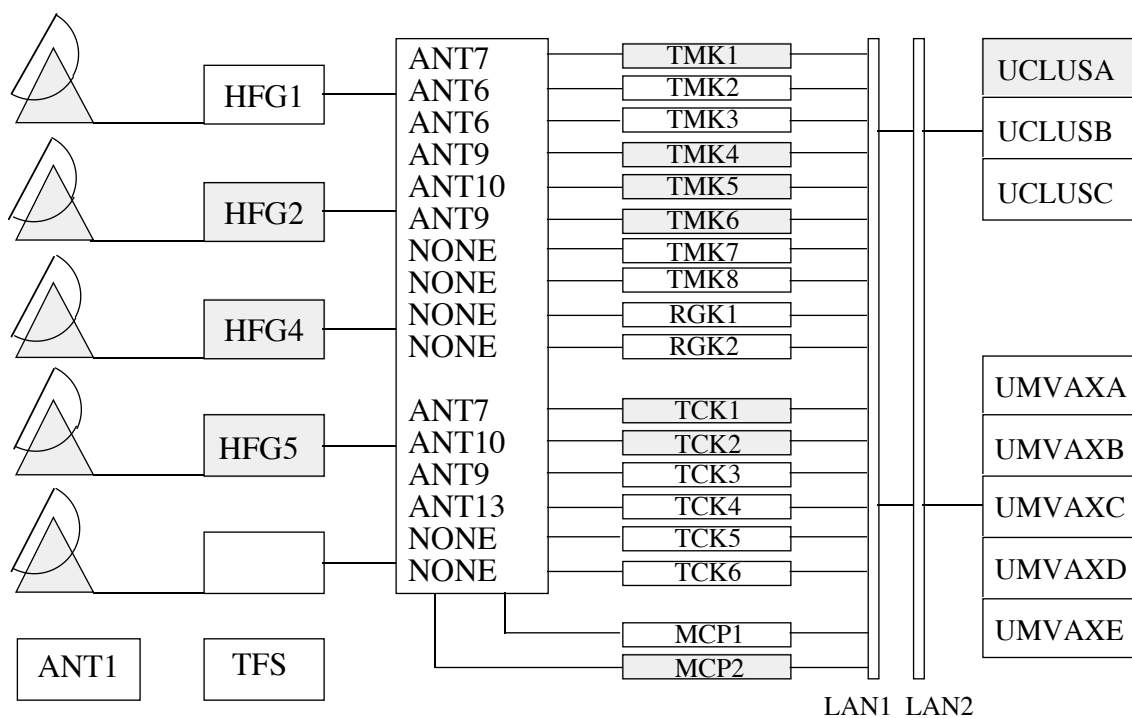 HFG1
HFG2
HFG4
HFG5
ANT1
TFS
ANT7
ANT6
ANT6
ANT9
ANT10
ANT9
NONE
NONE
NONE
NONE
ANT7
ANT10
ANT9
ANT13
NONE
NONE
TMK1
TMK2
TMK3
TMK4
TMK5
TMK6
TMK7
TMK8
RGK1
RGK2
TCK1
TCK2
TCK3
TCK4
TCK5
TCK6
MCP1
MCP2
LAN1 LAN2
UCLUSA
UCLUSB
UCLUSC
UMVAXA
UMVAXB
UMVAXC
UMVAXD
UMVAXE